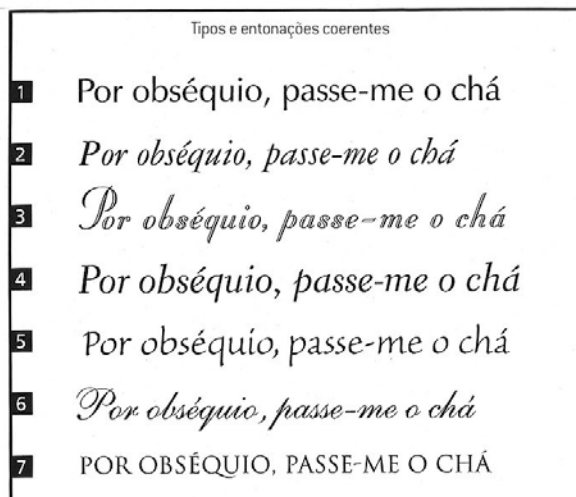 Tipos e entonações coerentes
1 Por obséquio, passe-me o chá
2 Por obséquio, passe-me o chá
3 Por obséquio, passe-me o chá
4 Por obséquio, passe-me o chá
5 Por obséquio, passe-me o chá
6 Por obséquio, passe-me o chá
7 POR OBSÉQUIO, PASSE-ME O CHÁ